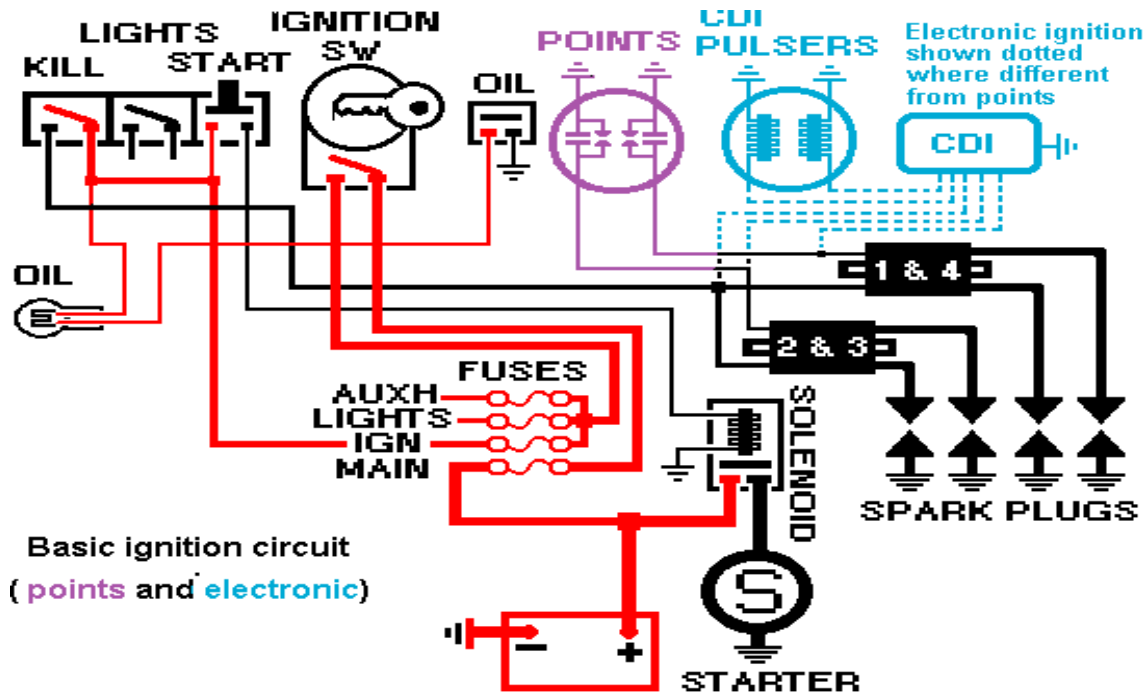 IGNITION
SW
LIGHTS
KILL
START
OIL
POINTS
CDI
PULSERS
Electronic ignition
shown dotted
where different
from points
CDI
OIL
1 & 4
2 & 3
FUSES
AUXH
LIGHTS
IGN
MAIN
SOLENOID
SPARK PLUGS
Basic ignition circuit
( points and electronic)
S
- +
STARTER